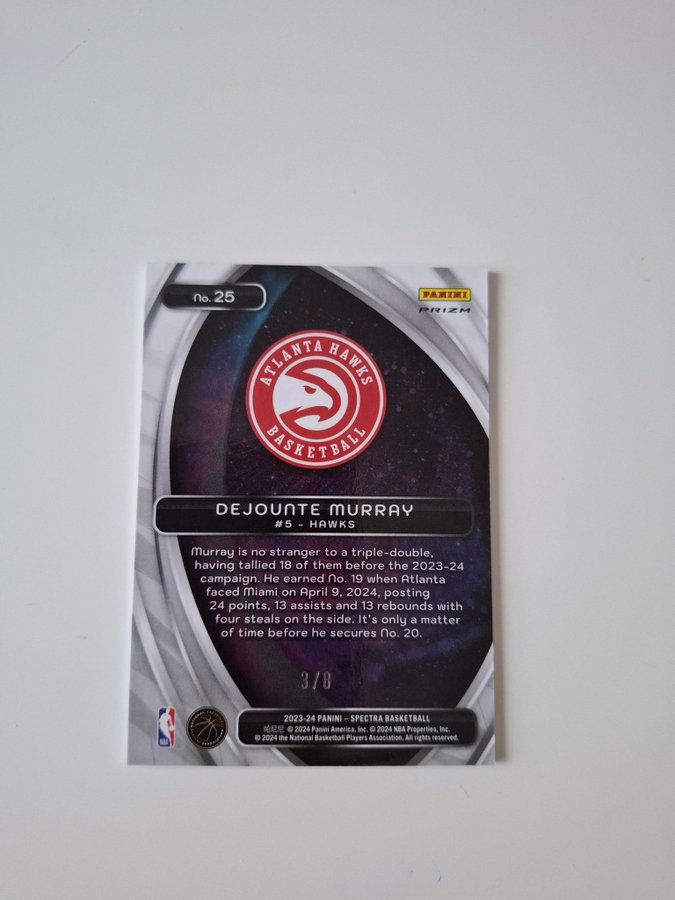 No. 25
PANINI
PRIZM
ATLANTA HAWKS
BASKETBALL
DEJOUNTE MURRAY
#5 - HAWKS
Murray is no stranger to a triple-double,
having tallied 18 of them before the 2023-24
campaign. He earned No. 19 when Atlanta
faced Miami on April 9, 2024, posting
24 points, 13 assists and 13 rebounds with
four steals on the side. It's only a matter
of time before he secures No. 20.
3/8
2023-24 PANINI – SPECTRA BASKETBALL
帕尼尼 © 2024 Panini America, Inc. © 2024 NBA Properties, Inc.
© 2024 the National Basketball Players Association. All rights reserved.
NBA